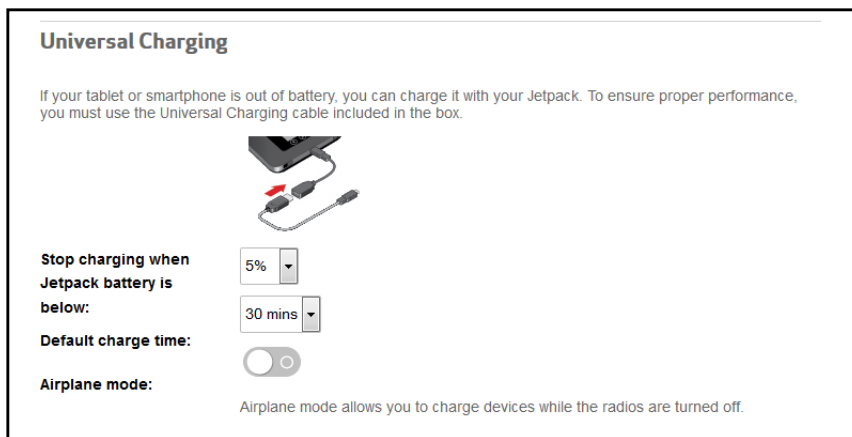 Universal Charging
If your tablet or smartphone is out of battery, you can charge it with your Jetpack. To ensure proper performance,
you must use the Universal Charging cable included in the box.
Stop charging when
Jetpack battery is
below:
5%
Default charge time:
30 mins
Airplane mode:
Airplane mode allows you to charge devices while the radios are turned off.